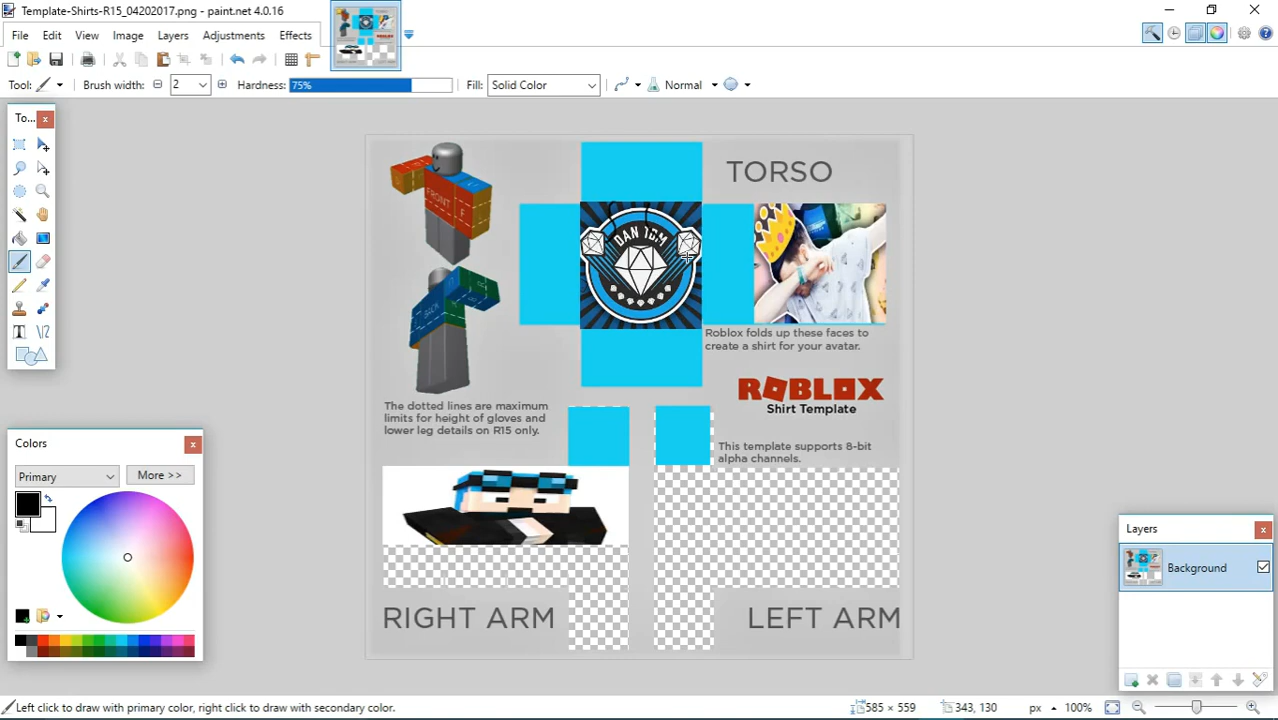 Template-Shirts-R15_04202017.png - paint.net 4.0.16
File Edit View Image Layers Adjustments Effects
Tool: Brush width: 2 Hardness: 75% Fill: Solid Color Normal
To...
TORSO
FRONT F
DAN TDM
BACK
Roblox folds up these faces to
create a shirt for your avatar.
ROBLOX
Shirt Template
The dotted lines are maximum
limits for height of gloves and
lower leg details on R15 only.
This template supports 8-bit
alpha channels.
RIGHT ARM
LEFT ARM
Colors
Primary More >>
Layers
Background
Left click to draw with primary color, right click to draw with secondary color. 585 × 559 343, 130 px 100%